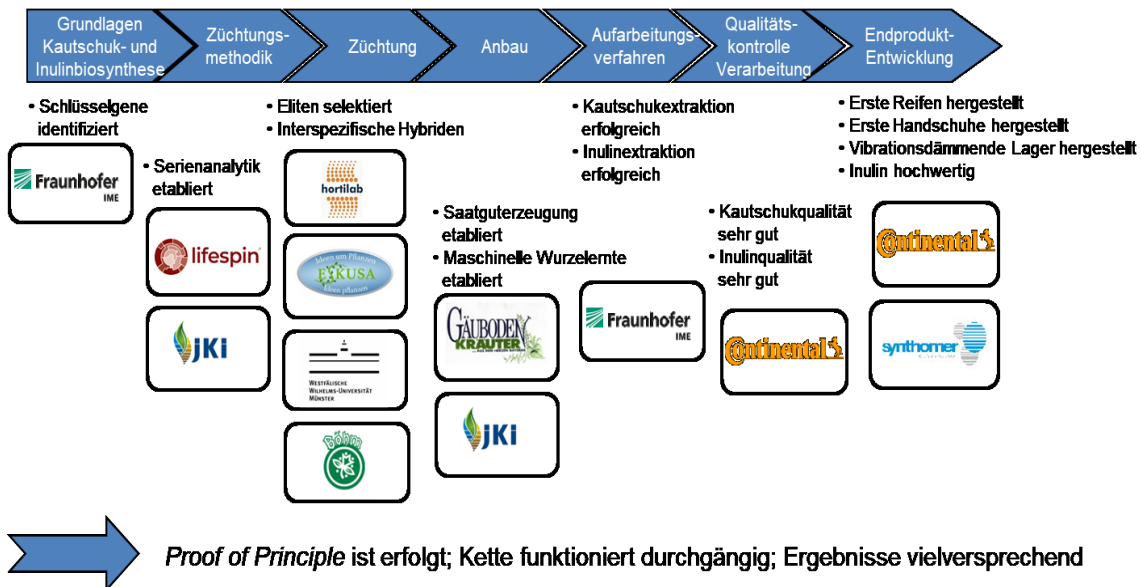 Grundlagen
Kautschuk- und
Inulinbiosynthese
Züchtungs-
methodik
Züchtung
Anbau
Aufarbeitungs-
verfahren
Qualitäts-
kontrolle
Verarbeitung
Endprodukt-
Entwicklung
• Schlüsselgene
identifiziert
Fraunhofer
IME
• Serienanalytik
etabliert
lifespin
JKi
• Eliten selektiert
• Interspezifische Hybriden
hortilab
Ideen um Pflanzen
ESKUSA
Ideen pflanzen
WESTFÄLISCHE
WILHELMS-UNIVERSITÄT
MÜNSTER
Böhm
• Saatguterzeugung
etabliert
• Maschinelle Wurzelernte
etabliert
GÄUBODEN
KRÄUTER
JKi
• Kautschukextraktion
erfolgreich
• Inulinextraktion
erfolgreich
Fraunhofer
IME
• Kautschukqualität
sehr gut
• Inulinqualität
sehr gut
Continental
• Erste Reifen hergestellt
• Erste Handschuhe hergestellt
• Vibrationsdämmende Lager hergestellt
• Inulin hochwertig
Continental
synthomer
Proof of Principle ist erfolgt; Kette funktioniert durchgängig; Ergebnisse vielversprechend